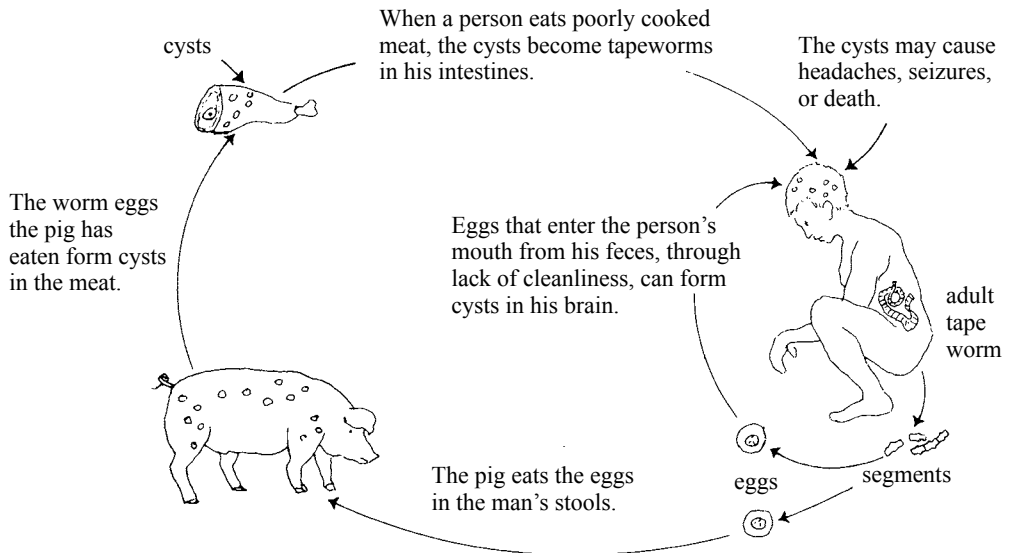 cysts
When a person eats poorly cooked
meat, the cysts become tapeworms
in his intestines.
The cysts may cause
headaches, seizures,
or death.
The worm eggs
the pig has
eaten form cysts
in the meat.
Eggs that enter the person's
mouth from his feces, through
lack of cleanliness, can form
cysts in his brain.
adult
tape
worm
The pig eats the eggs
in the man's stools.
eggs
segments